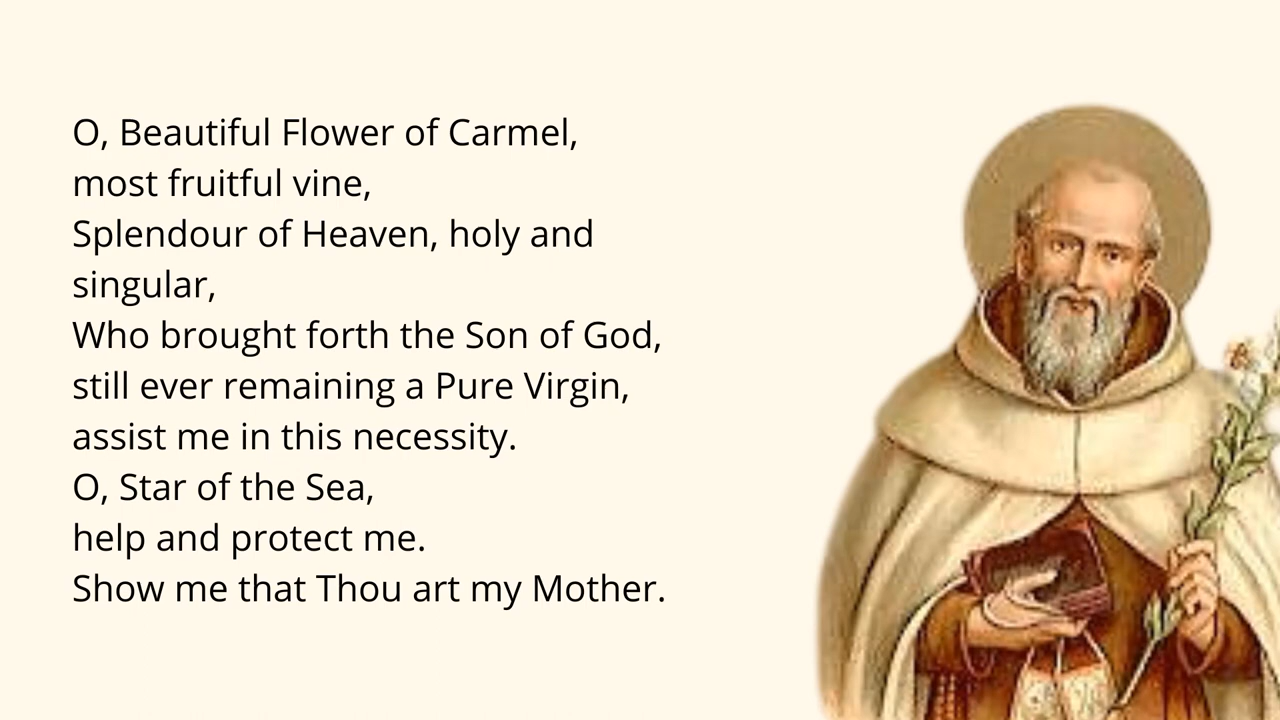 O, Beautiful Flower of Carmel,
most fruitful vine,
Splendour of Heaven, holy and
singular,
Who brought forth the Son of God,
still ever remaining a Pure Virgin,
assist me in this necessity.
O, Star of the Sea,
help and protect me.
Show me that Thou art my Mother.